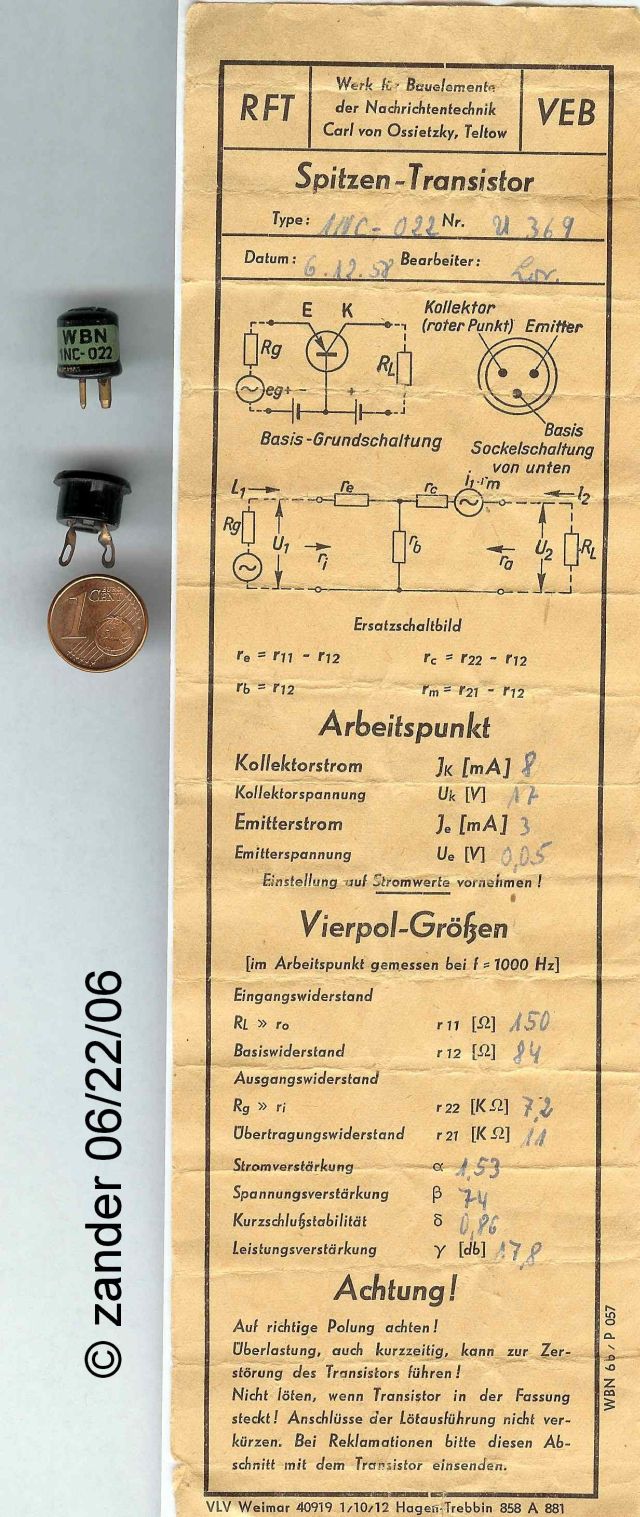 WBN
1NC-022
1
EURO
CENT
© zander 06/22/06
RFT
Werk für Bauelemente
der Nachrichtentechnik
Carl von Ossietzky, Teltow
VEB
Spitzen-Transistor
Type: 1NC-022 Nr. U 369
Datum: 6.12.58 Bearbeiter:
E K
Rg
eg + - +
RL
Basis-Grundschaltung
Kollektor
(roter Punkt) Emitter
Basis
Sockelschaltung
von unten
I1 re rc i1·rm I2
Rg U1 ri rb ra U2 RL
Ersatzschaltbild
re = r11 - r12 rc = r22 - r12
rb = r12 rm = r21 - r12
Arbeitspunkt
Kollektorstrom JK [mA] 8
Kollektorspannung Uk [V] 17
Emitterstrom Je [mA] 3
Emitterspannung Ue [V] 0,05
Einstellung auf Stromwerte vornehmen!
Vierpol-Größen
[im Arbeitspunkt gemessen bei f = 1000 Hz]
Eingangswiderstand
RL » ro r11 [Ω] 150
Basiswiderstand r12 [Ω] 84
Ausgangswiderstand
Rg » ri r22 [KΩ] 7,2
Übertragungswiderstand r21 [KΩ] 11
Stromverstärkung α 1,53
Spannungsverstärkung β 74
Kurzschlußstabilität δ 0,86
Leistungsverstärkung γ [db] 17,8
Achtung!
Auf richtige Polung achten!
Überlastung, auch kurzzeitig, kann zur Zer-
störung des Transistors führen!
Nicht löten, wenn Transistor in der Fassung
steckt! Anschlüsse der Lötausführung nicht ver-
kürzen. Bei Reklamationen bitte diesen Ab-
schnitt mit dem Transistor einsenden.
WBN 6b / P 057
VLV Weimar 40919 1/10/12 Hagen-Trebbin 858 A 881